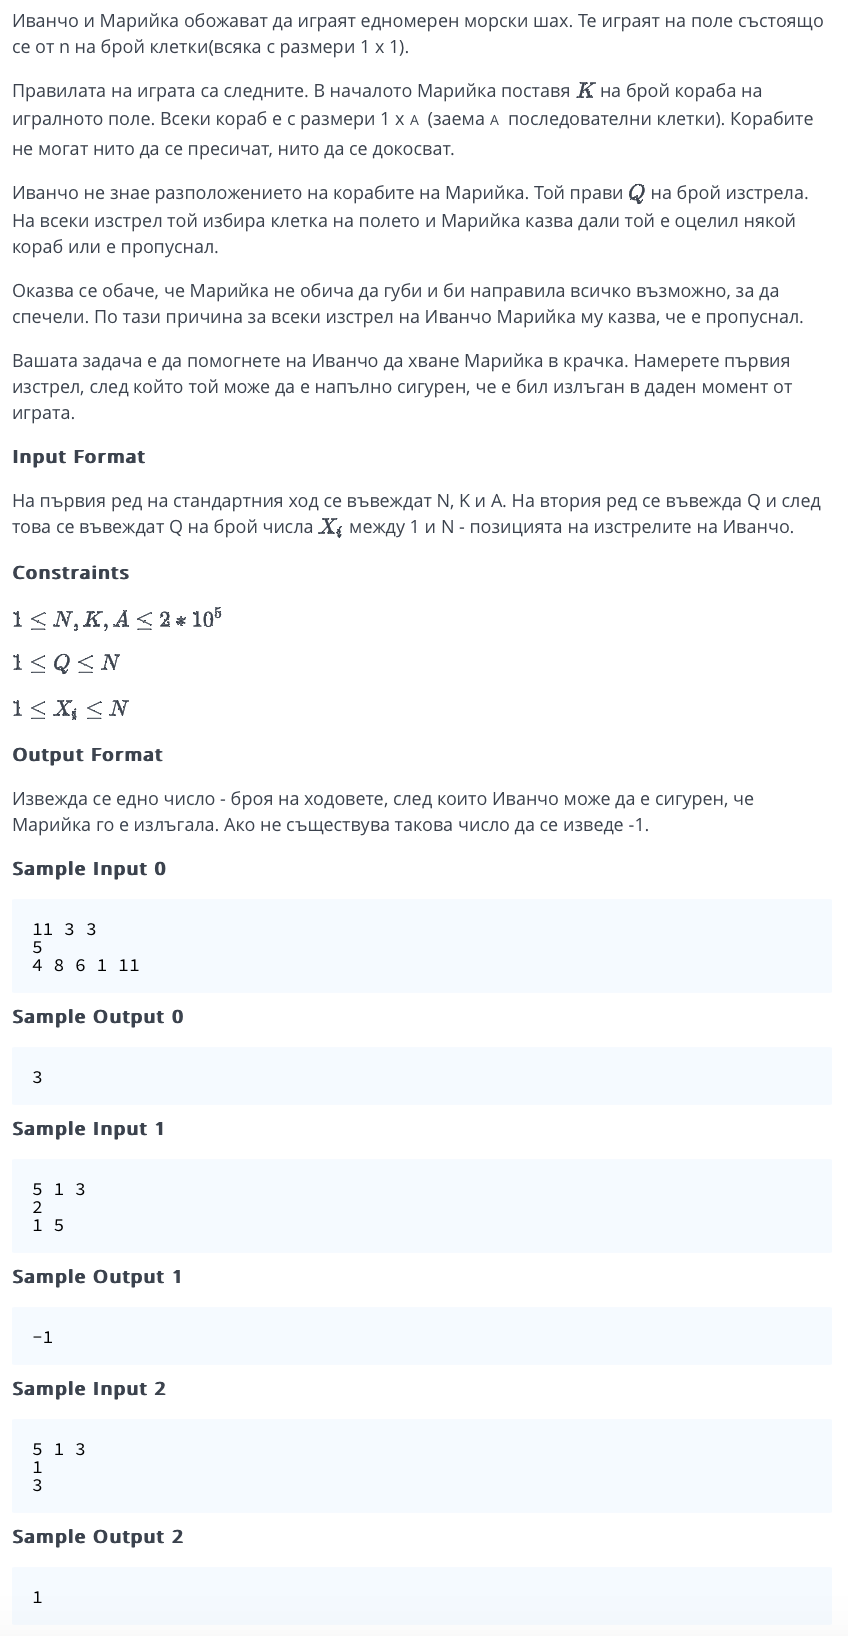 Иванчо и Марийка обожават да играят едномерен морски шах. Те играят на поле състоящо
се от n на брой клетки(всяка с размери 1 x 1).
Правилата на играта са следните. В началото Марийка поставя K на брой кораба на
игралното поле. Всеки кораб е с размери 1 x A (заема A последователни клетки). Корабите
не могат нито да се пресичат, нито да се докосват.
Иванчо не знае разположението на корабите на Марийка. Той прави Q на брой изстрела.
На всеки изстрел той избира клетка на полето и Марийка казва дали той е оцелил някой
кораб или е пропуснал.
Оказва се обаче, че Марийка не обича да губи и би направила всичко възможно, за да
спечели. По тази причина за всеки изстрел на Иванчо Марийка му казва, че е пропуснал.
Вашата задача е да помогнете на Иванчо да хване Марийка в крачка. Намерете първия
изстрел, след който той може да е напълно сигурен, че е бил излъган в даден момент от
играта.
Input Format
На първия ред на стандартния ход се въвеждат N, K и A. На втория ред се въвежда Q и след
това се въвеждат Q на брой числа X_i между 1 и N - позицията на изстрелите на Иванчо.
Constraints
1 ≤ N, K, A ≤ 2 * 10^5
1 ≤ Q ≤ N
1 ≤ X_i ≤ N
Output Format
Извежда се едно число - броя на ходовете, след които Иванчо може да е сигурен, че
Марийка го е излъгала. Ако не съществува такова число да се изведе -1.
Sample Input 0
11 3 3
5
4 8 6 1 11
Sample Output 0
3
Sample Input 1
5 1 3
2
1 5
Sample Output 1
-1
Sample Input 2
5 1 3
1
3
Sample Output 2
1